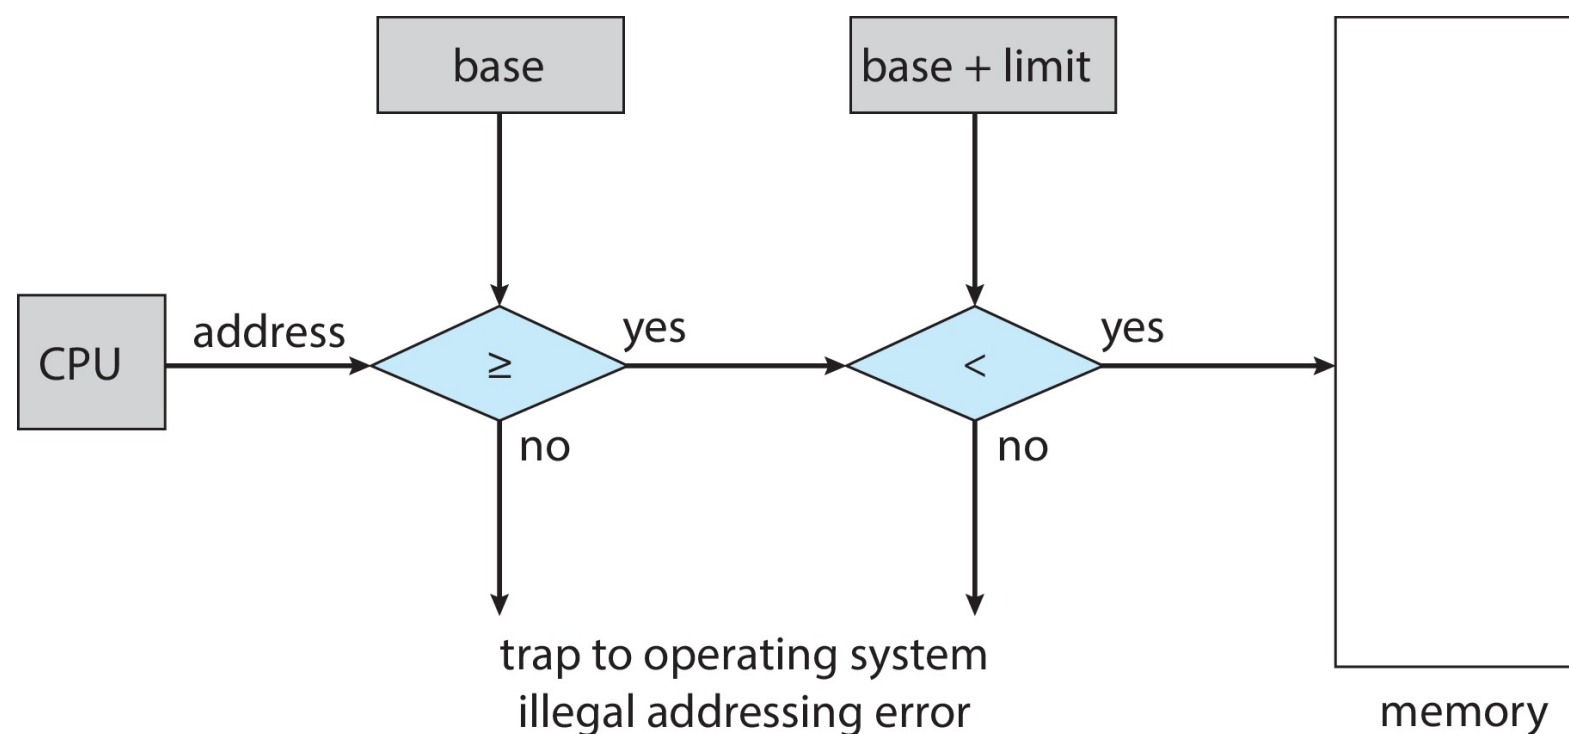 base
base + limit
CPU
address
≥
yes
<
yes
no
no
trap to operating system
illegal addressing error
memory